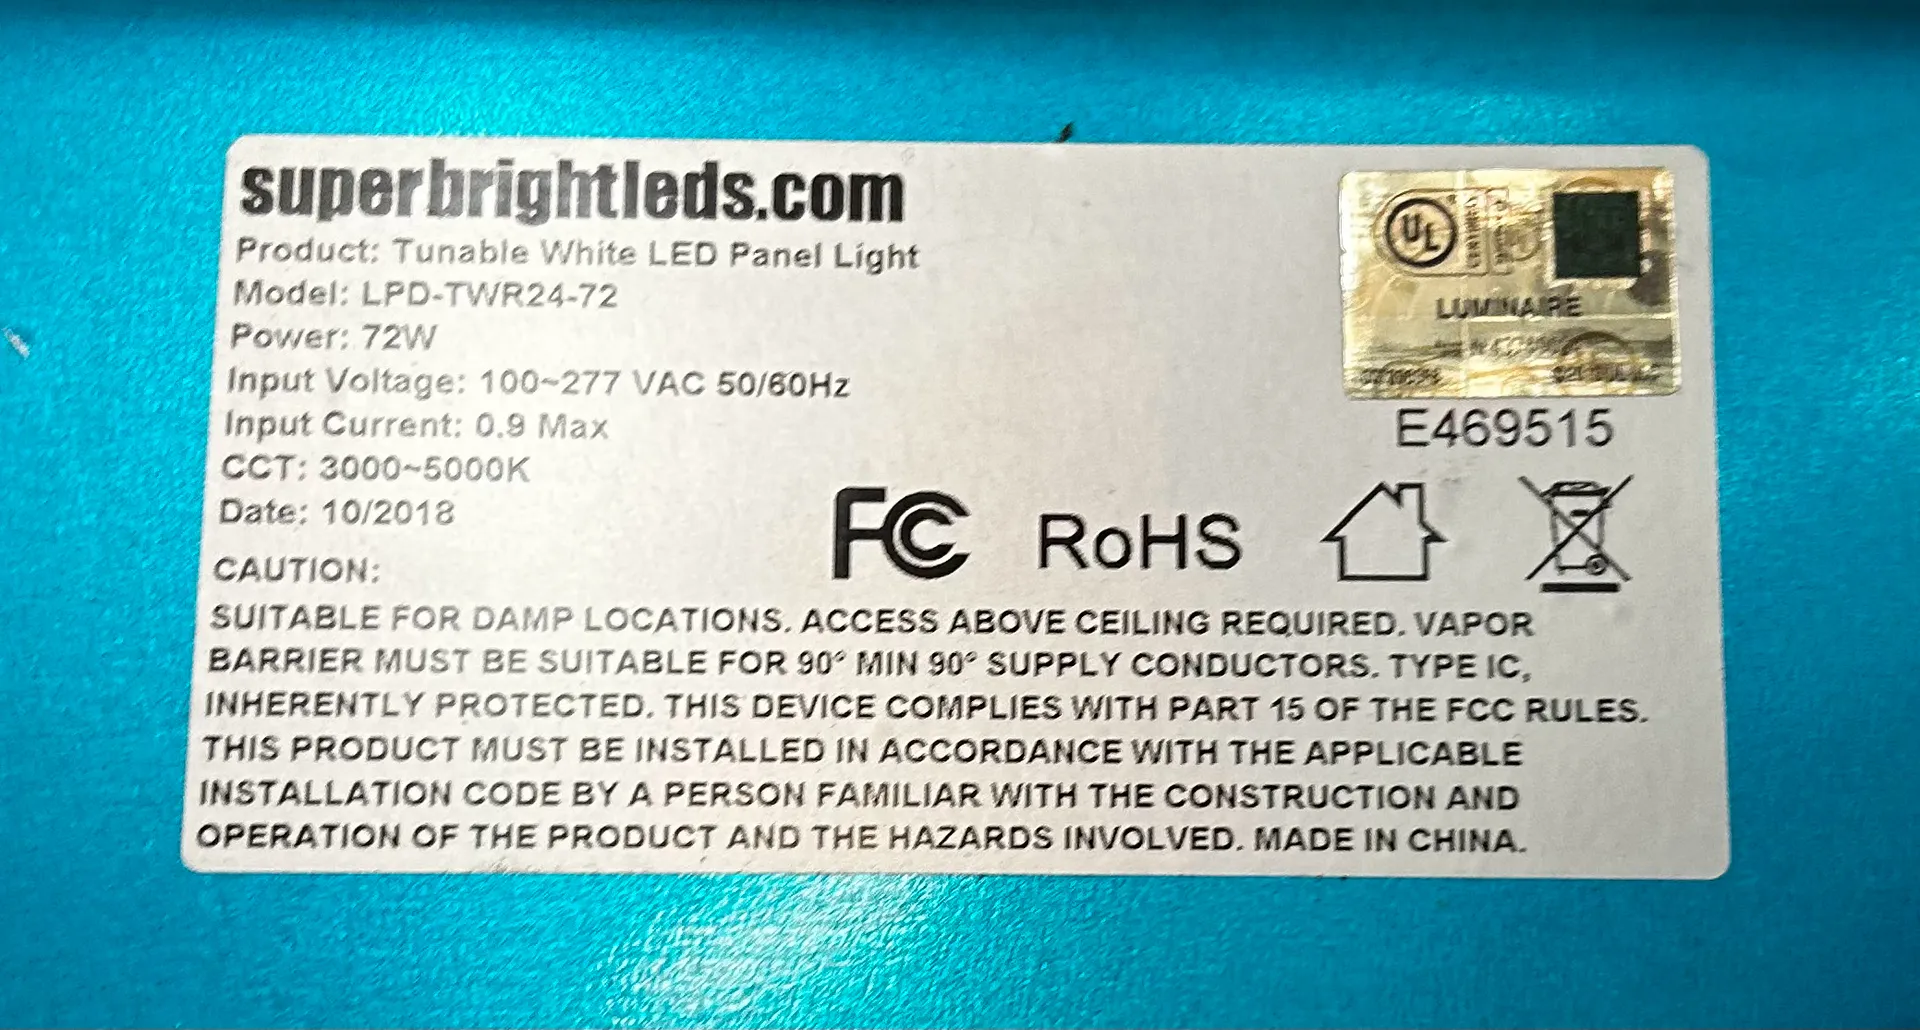 superbrightleds.com
Product: Tunable White LED Panel Light
Model: LPD-TWR24-72
Power: 72W
Input Voltage: 100~277 VAC 50/60Hz
Input Current: 0.9 Max
CCT: 3000~5000K
Date: 10/2018
UL
LUMINAIRE
E469515
FC
RoHS
CAUTION:
SUITABLE FOR DAMP LOCATIONS. ACCESS ABOVE CEILING REQUIRED. VAPOR
BARRIER MUST BE SUITABLE FOR 90° MIN 90° SUPPLY CONDUCTORS. TYPE IC,
INHERENTLY PROTECTED. THIS DEVICE COMPLIES WITH PART 15 OF THE FCC RULES.
THIS PRODUCT MUST BE INSTALLED IN ACCORDANCE WITH THE APPLICABLE
INSTALLATION CODE BY A PERSON FAMILIAR WITH THE CONSTRUCTION AND
OPERATION OF THE PRODUCT AND THE HAZARDS INVOLVED. MADE IN CHINA.